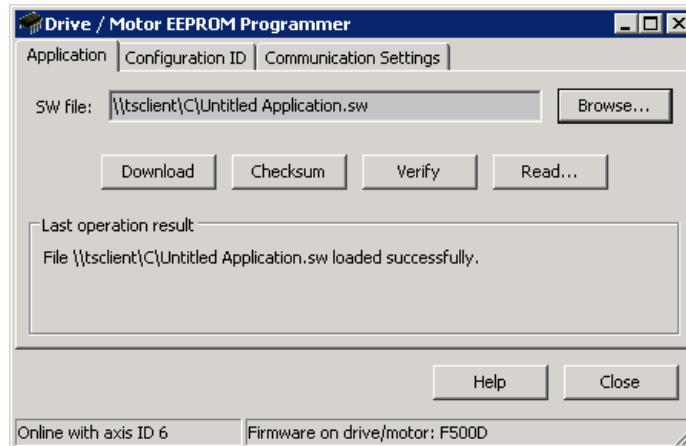 Drive / Motor EEPROM Programmer
Application Configuration ID Communication Settings
SW file: \\tsclient\C\Untitled Application.sw Browse...
Download Checksum Verify Read...
Last operation result
File \\tsclient\C\Untitled Application.sw loaded successfully.
Help Close
Online with axis ID 6 Firmware on drive/motor: F500D